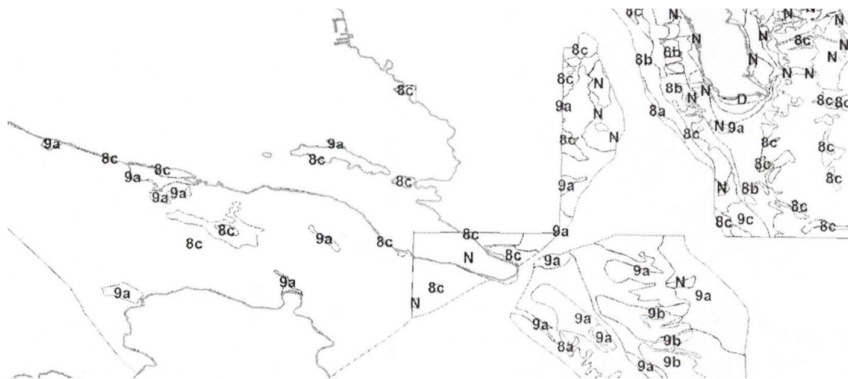 8c N N N
8c N N 8c N
8b 8b N N
8c N N N N
8c 8b N
9a N 8a D 8c 8c
9a N 8c N 9a 8c 8c
9a 8c 8c 8c N
8c 8c
9a 8c 9a N 8b 8c
9a 9a
8c 8c 8c 9c 8c
8c 9a 8c 8c 9a 8c
N 8c 9a
9a 9a N
9a 8c 9a
N 9b
9a 9a 9a
8a 9b
9a 9b